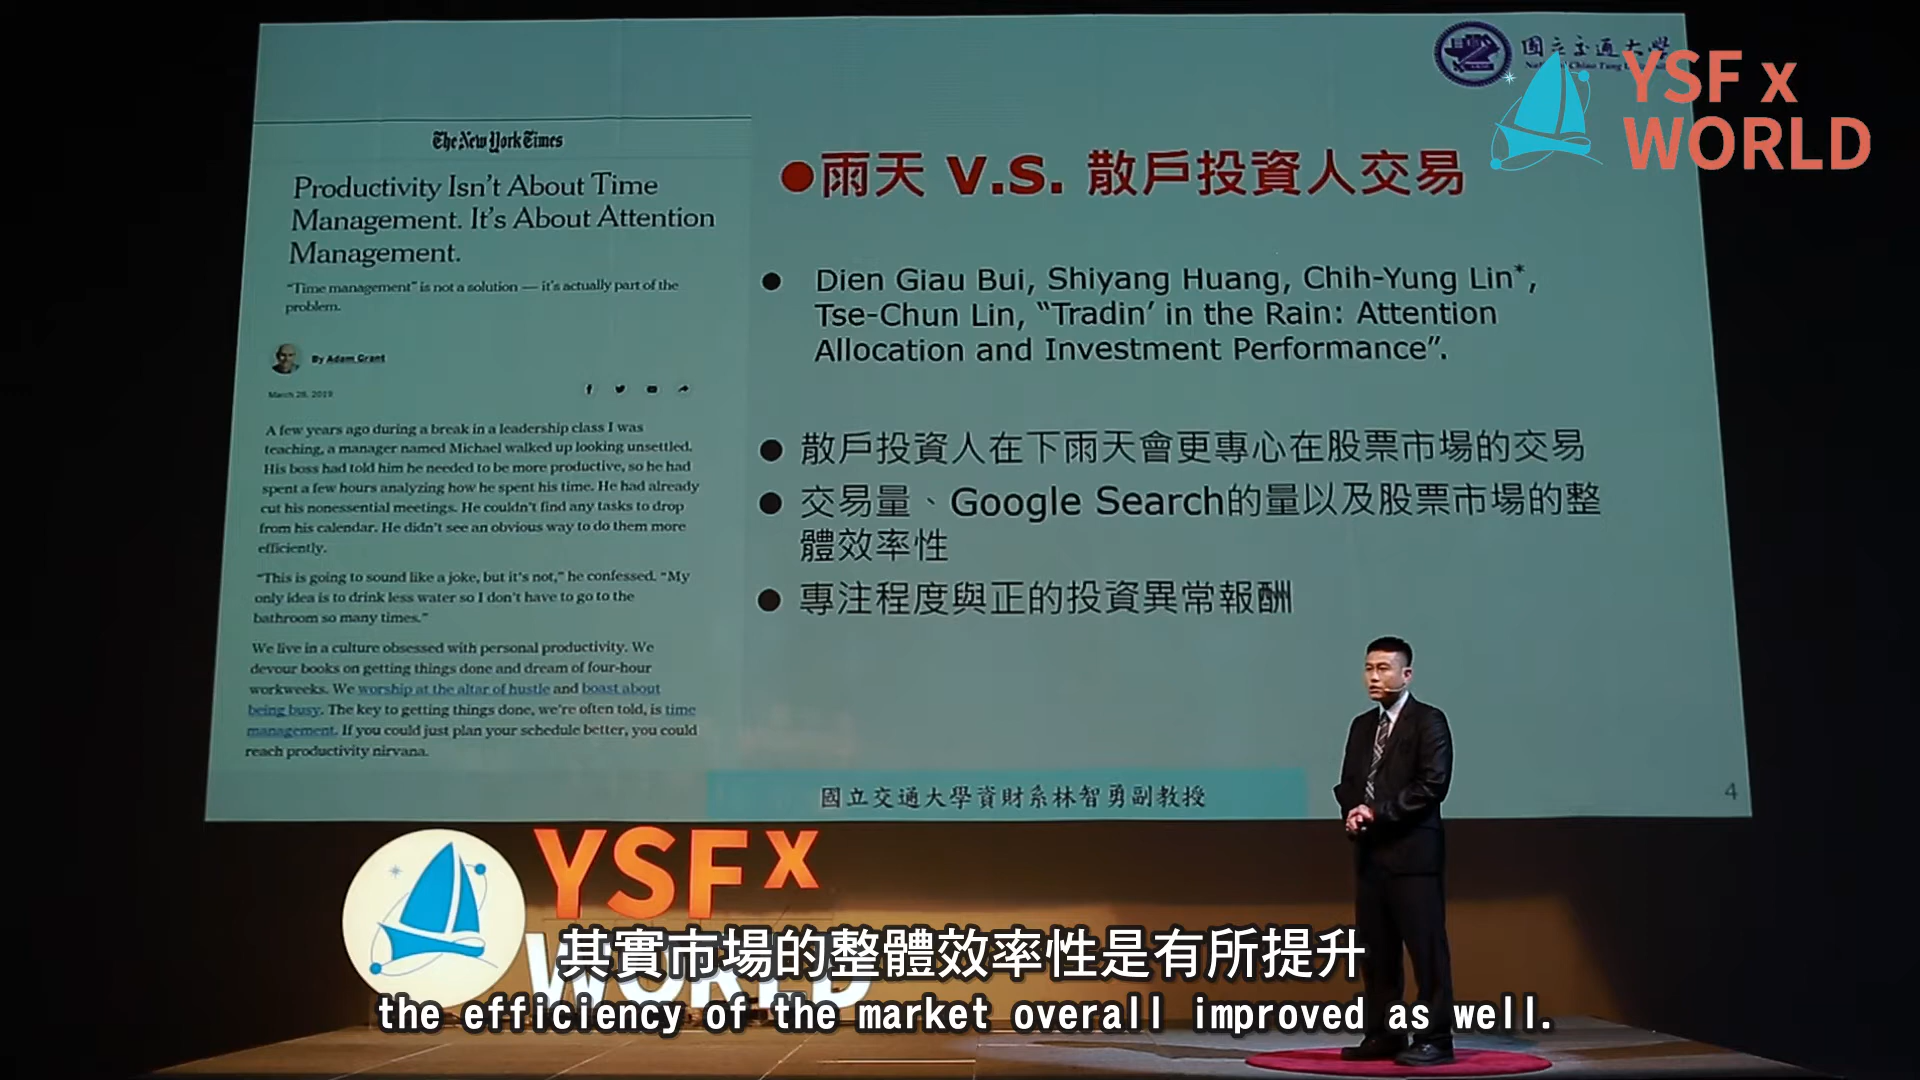 國立交通大學
YSF x
WORLD
The New York Times
Productivity Isn't About Time
Management. It's About Attention
Management.
"Time management" is not a solution — it's actually part of the
problem.
By Adam Grant
March 28, 2019
A few years ago during a break in a leadership class I was
teaching, a manager named Michael walked up looking unsettled.
His boss had told him he needed to be more productive, so he had
spent a few hours analyzing how he spent his time. He had already
cut his nonessential meetings. He couldn't find any tasks to drop
from his calendar. He didn't see an obvious way to do them more
efficiently.
"This is going to sound like a joke, but it's not," he confessed. "My
only idea is to drink less water so I don't have to go to the
bathroom so many times."
We live in a culture obsessed with personal productivity. We
devour books on getting things done and dream of four-hour
workweeks. We worship at the altar of hustle and boast about
being busy. The key to getting things done, we're often told, is time
management. If you could just plan your schedule better, you could
reach productivity nirvana.
●雨天 V.S. 散戶投資人交易
● Dien Giau Bui, Shiyang Huang, Chih-Yung Lin*,
Tse-Chun Lin, “Tradin’ in the Rain: Attention
Allocation and Investment Performance”.
● 散戶投資人在下雨天會更專心在股票市場的交易
● 交易量、Google Search的量以及股票市場的整
體效率性
● 專注程度與正的投資異常報酬
國立交通大學資財系林智勇副教授
4
YSF x
WORLD
其實市場的整體效率性是有所提升
the efficiency of the market overall improved as well.